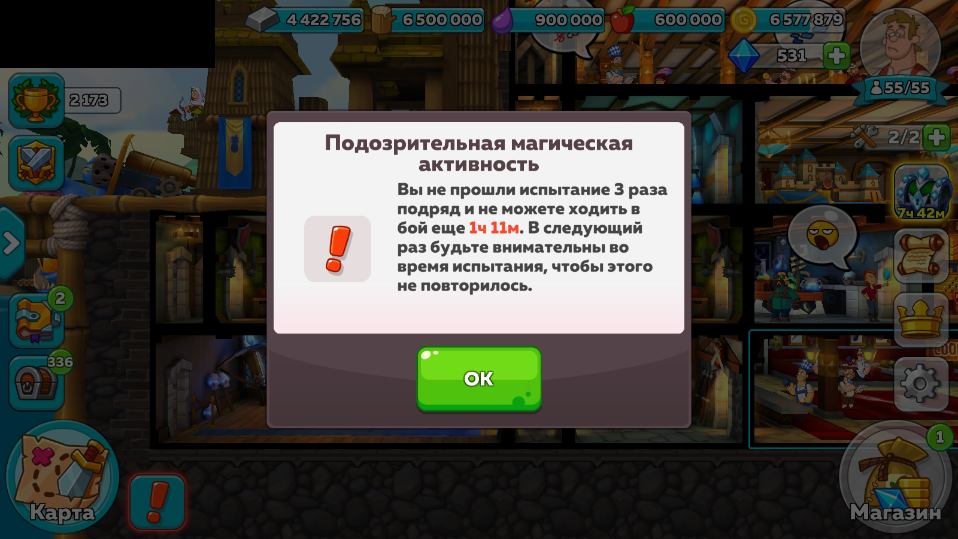 4 422 756
6 500 000
900 000
600 000
6 577 879
531
55/55
2 173
2/2
7ч 42м
Подозрительная магическая
активность
Вы не прошли испытание 3 раза
подряд и не можете ходить в
бой еще 1ч 11м. В следующий
раз будьте внимательны во
время испытания, чтобы этого
не повторилось.
2
336
ОК
1
Карта
Магазин